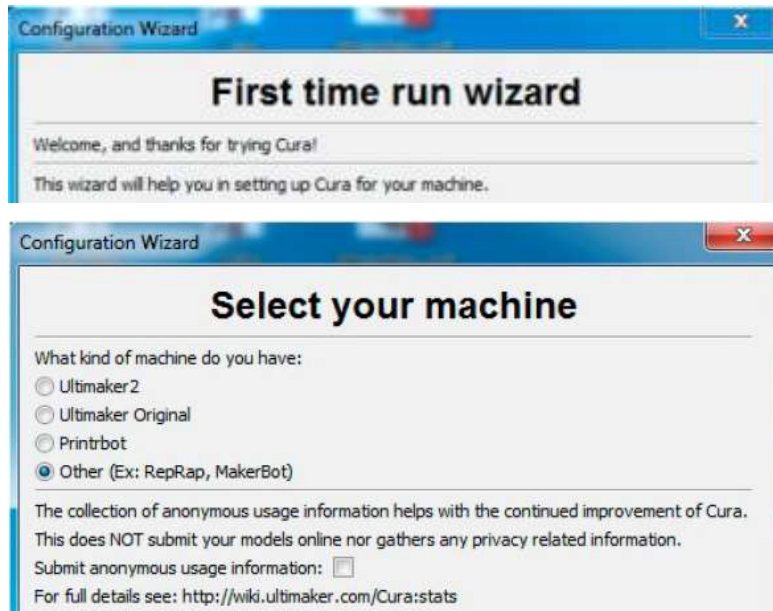 Configuration Wizard
First time run wizard
Welcome, and thanks for trying Cura!
This wizard will help you in setting up Cura for your machine.
Configuration Wizard
Select your machine
What kind of machine do you have:
Ultimaker2
Ultimaker Original
Printrbot
Other (Ex: RepRap, MakerBot)
The collection of anonymous usage information helps with the continued improvement of Cura.
This does NOT submit your models online nor gathers any privacy related information.
Submit anonymous usage information:
For full details see: http://wiki.ultimaker.com/Cura:stats